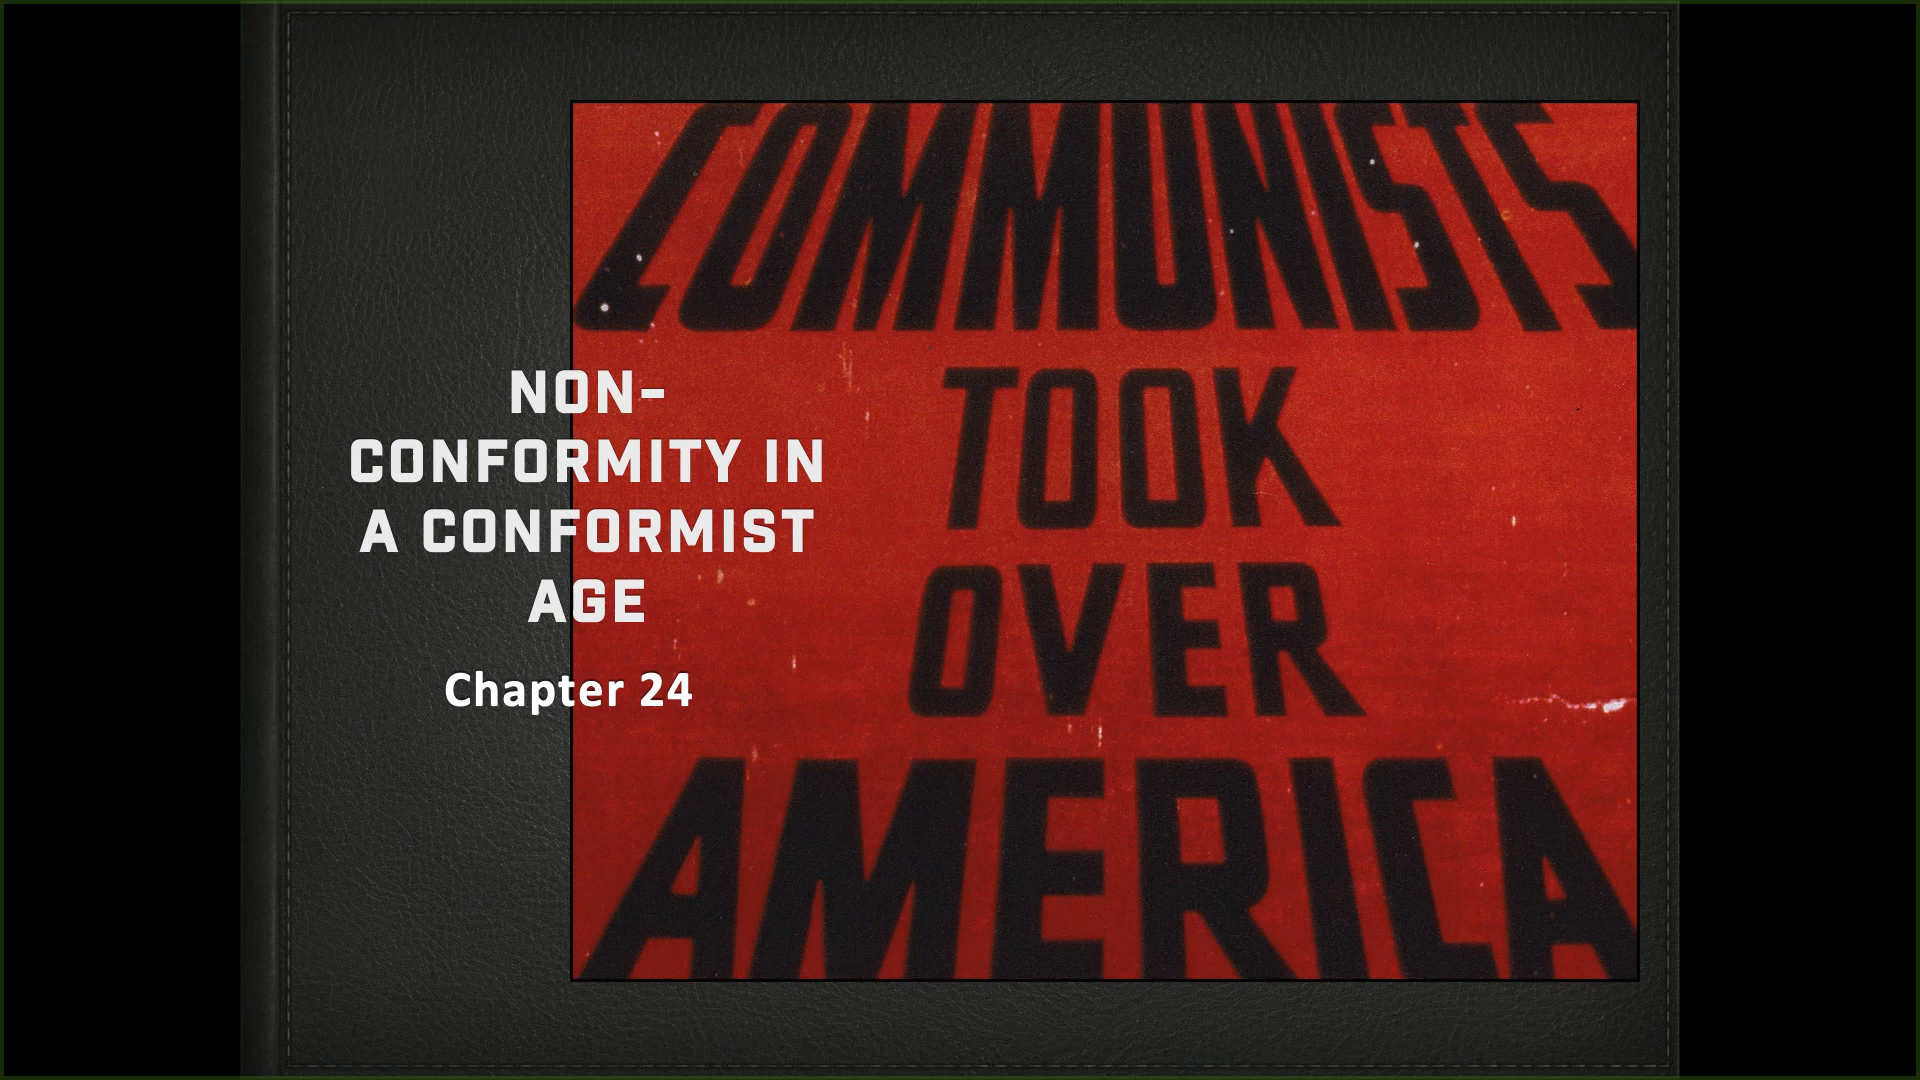 COMMUNISTS
TOOK
OVER
AMERICA
NON-
CONFORMITY IN
A CONFORMIST
AGE
Chapter 24